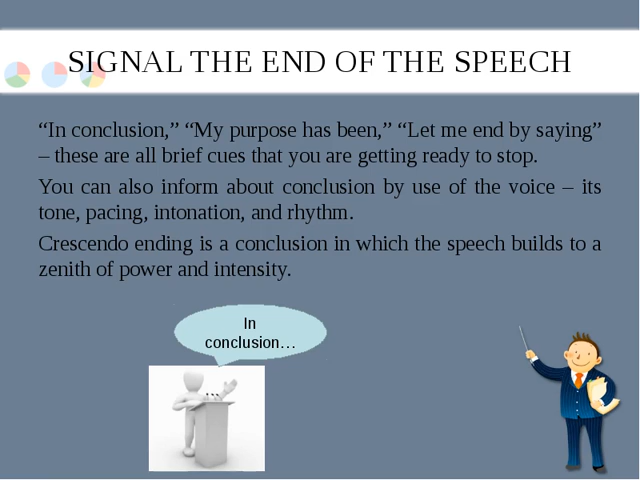 SIGNAL THE END OF THE SPEECH
“In conclusion,” “My purpose has been,” “Let me end by saying”
– these are all brief cues that you are getting ready to stop.
You can also inform about conclusion by use of the voice – its
tone, pacing, intonation, and rhythm.
Crescendo ending is a conclusion in which the speech builds to a
zenith of power and intensity.
In
conclusion…